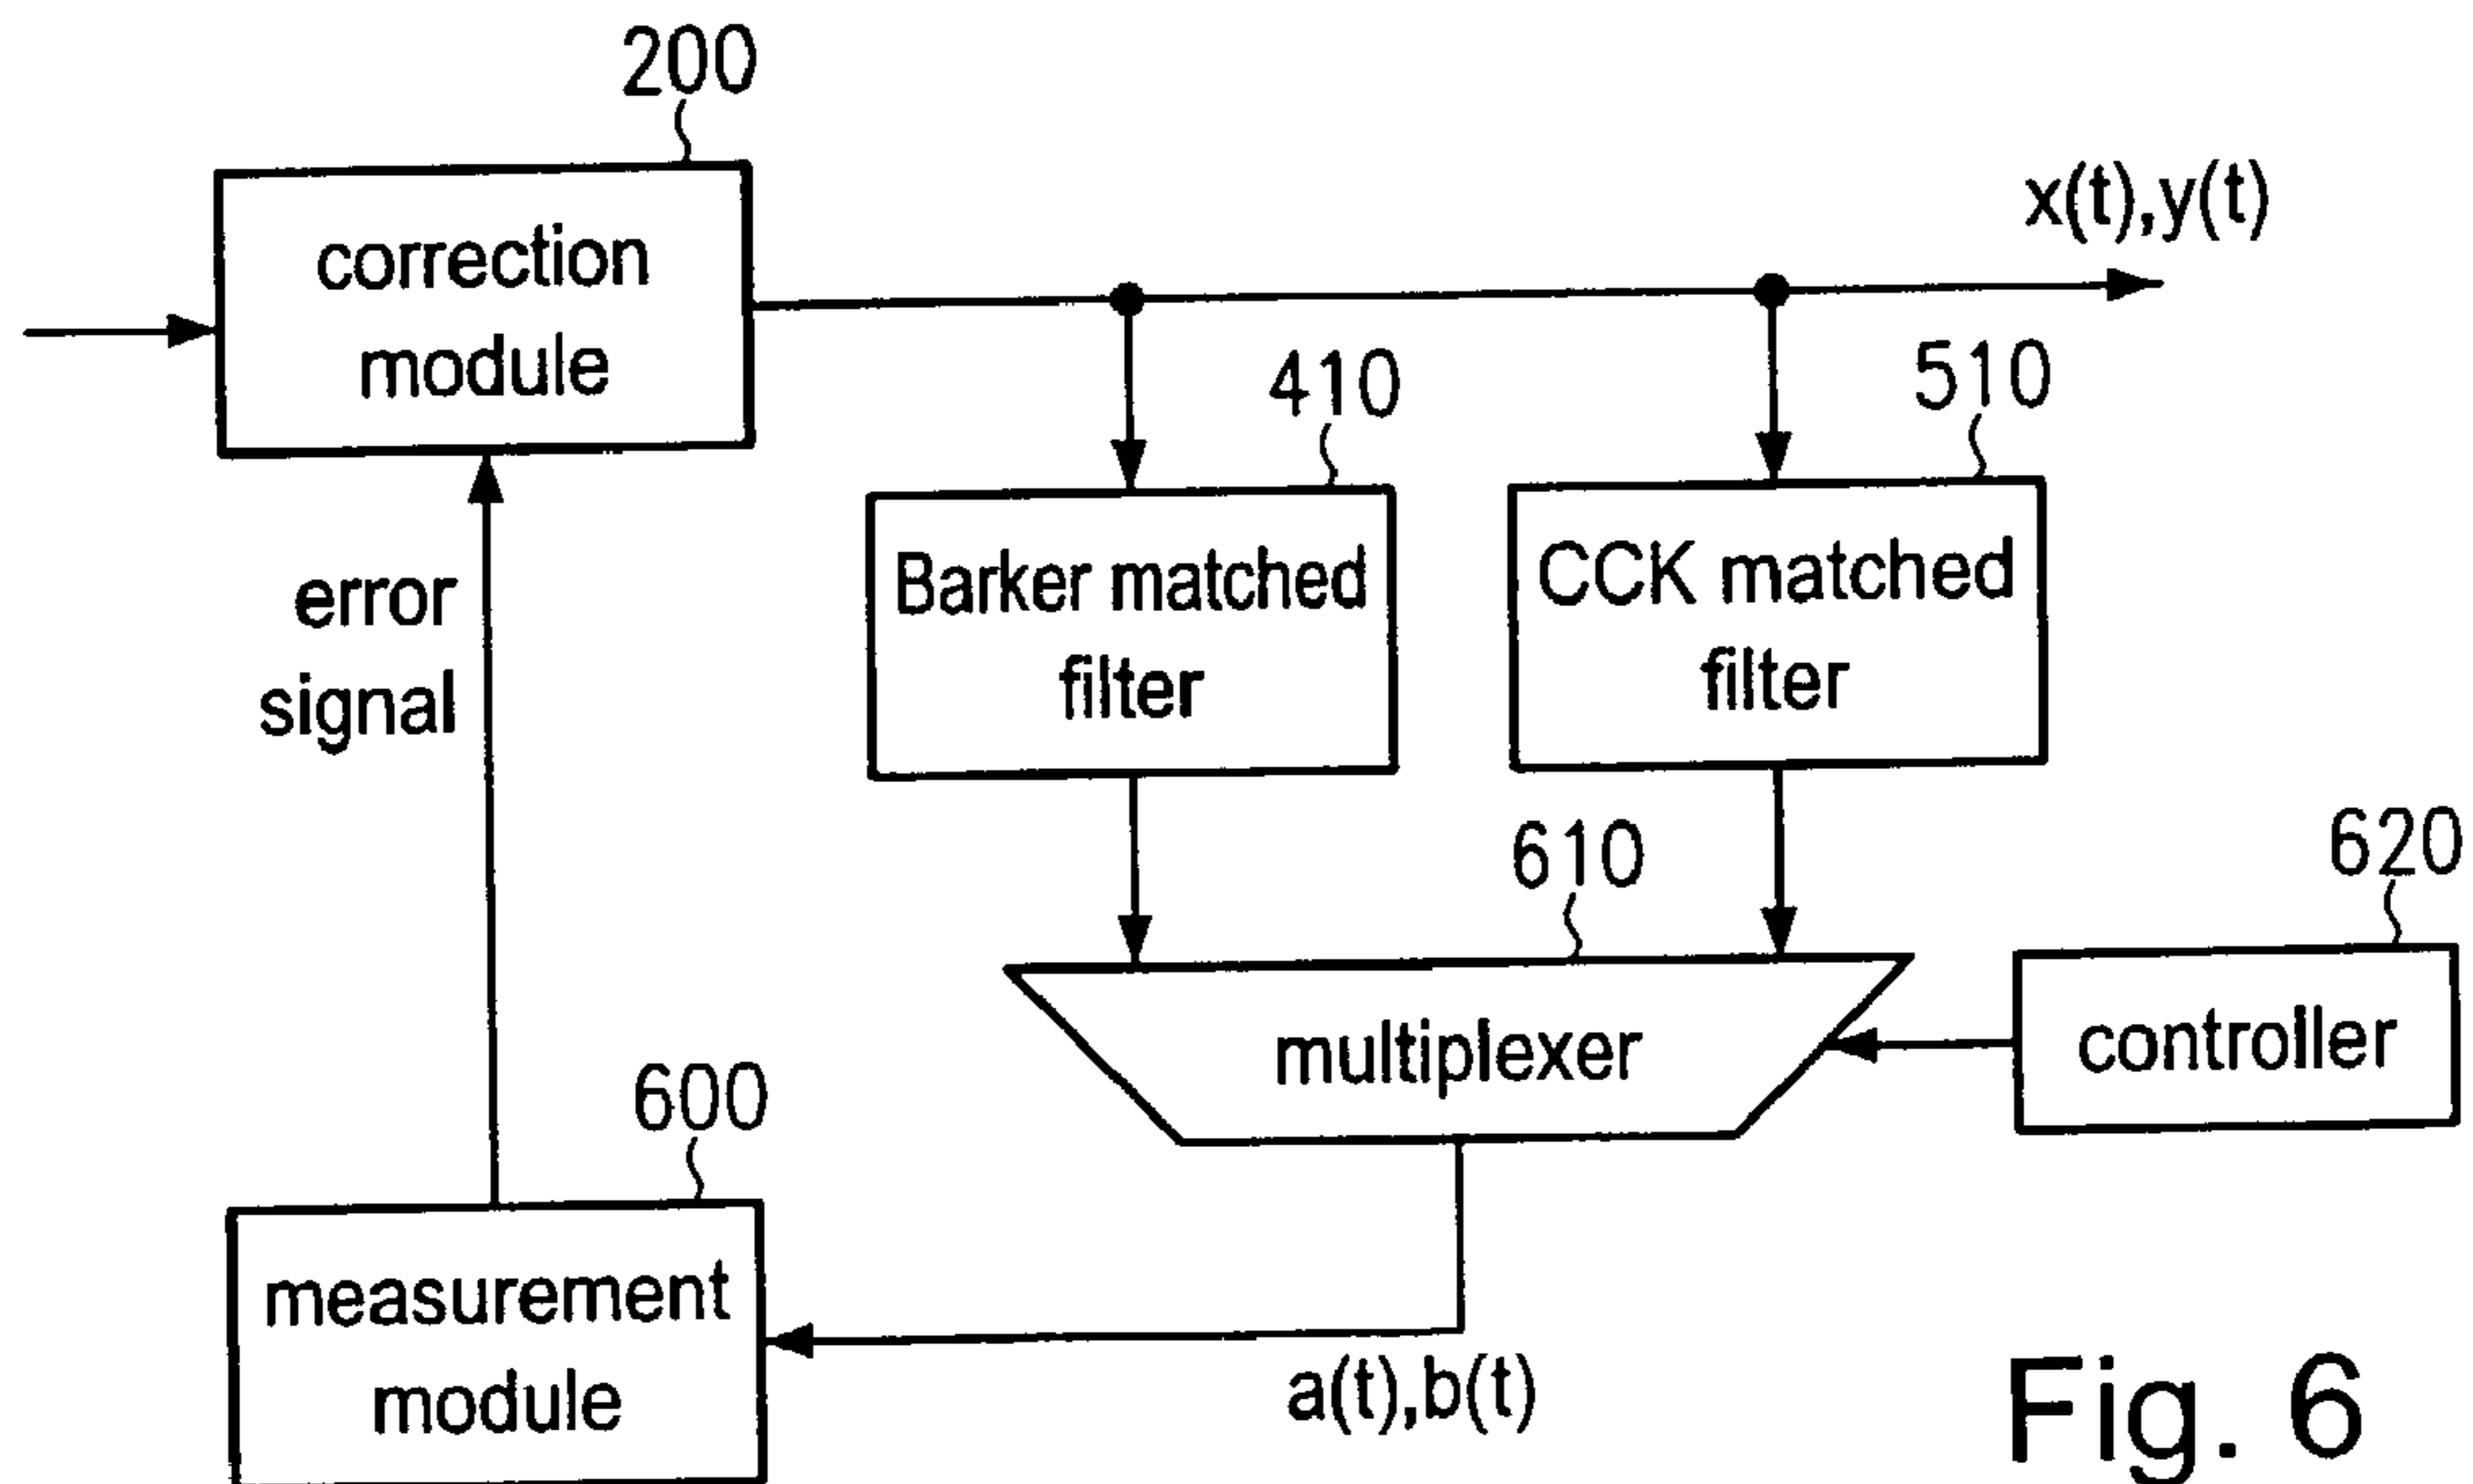 200
correction
module
x(t),y(t)
410
510
error
signal
Barker matched
filter
CCK matched
filter
610
620
multiplexer
controller
600
measurement
module
a(t),b(t)
Fig. 6